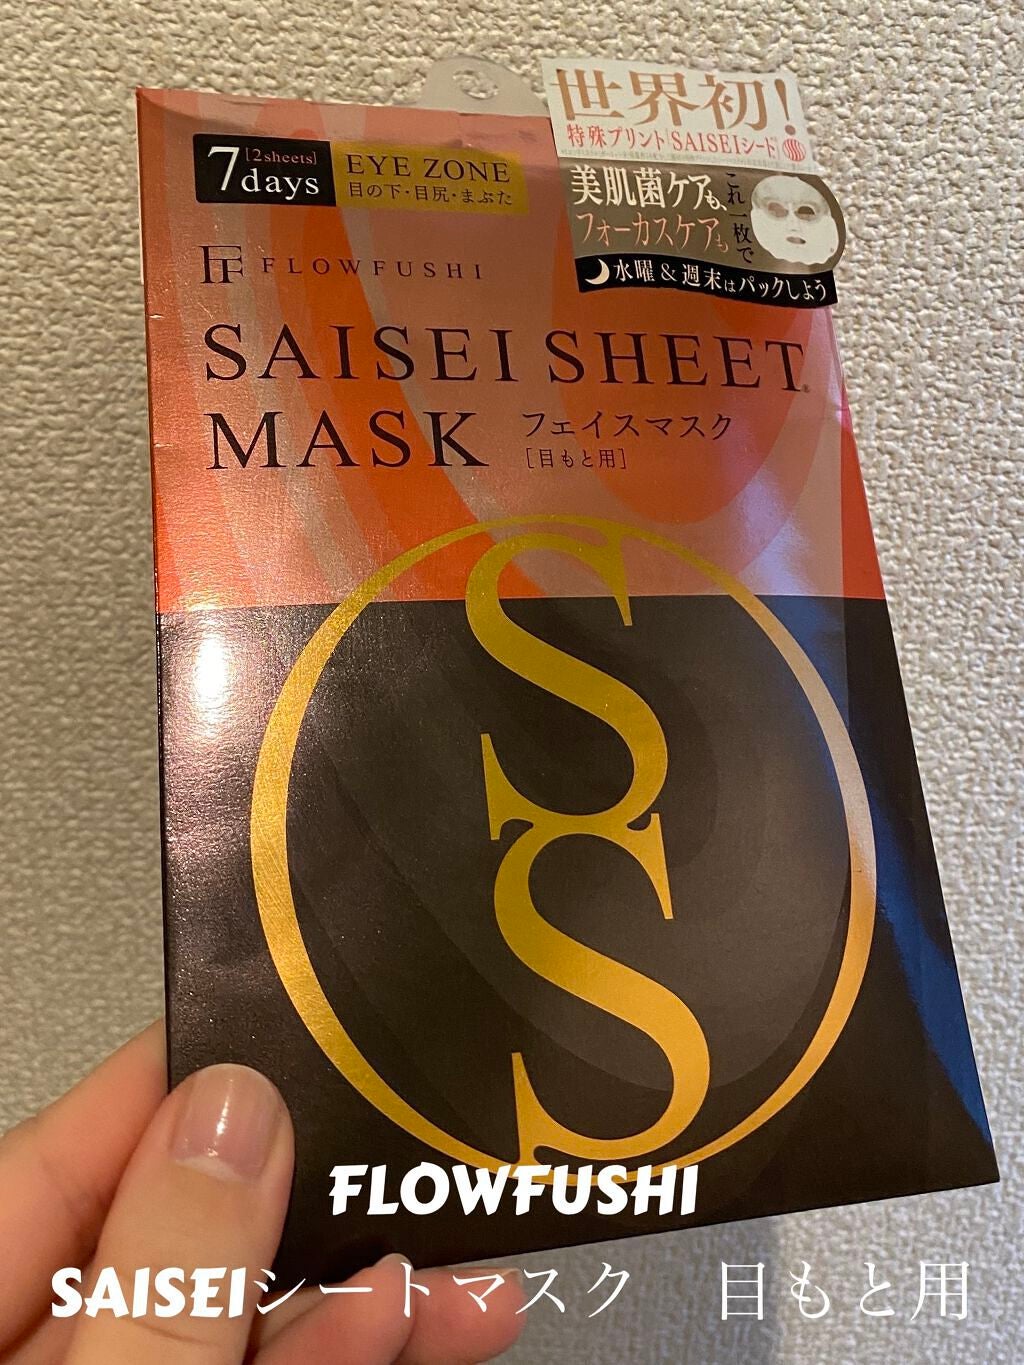 世界初!
特殊プリント「SAISEIシード」
美肌菌ケアも、
フォーカスケアも
これ一枚で
水曜&週末はパックしよう
7days
[2sheets]
EYE ZONE
目の下・目尻・まぶた
FLOWFUSHI
SAISEI SHEET
MASK フェイスマスク
[目もと用]
FLOWFUSHI
SAISEIシートマスク 目もと用